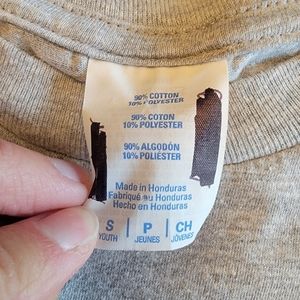 90% COTTON
10% POLYESTER
90% COTON
10% POLYESTER
90% ALGODÓN
10% POLIÉSTER
Made in Honduras
Fabriqué au Honduras
Hecho en Honduras
S P CH
YOUTH JEUNES JÓVENES